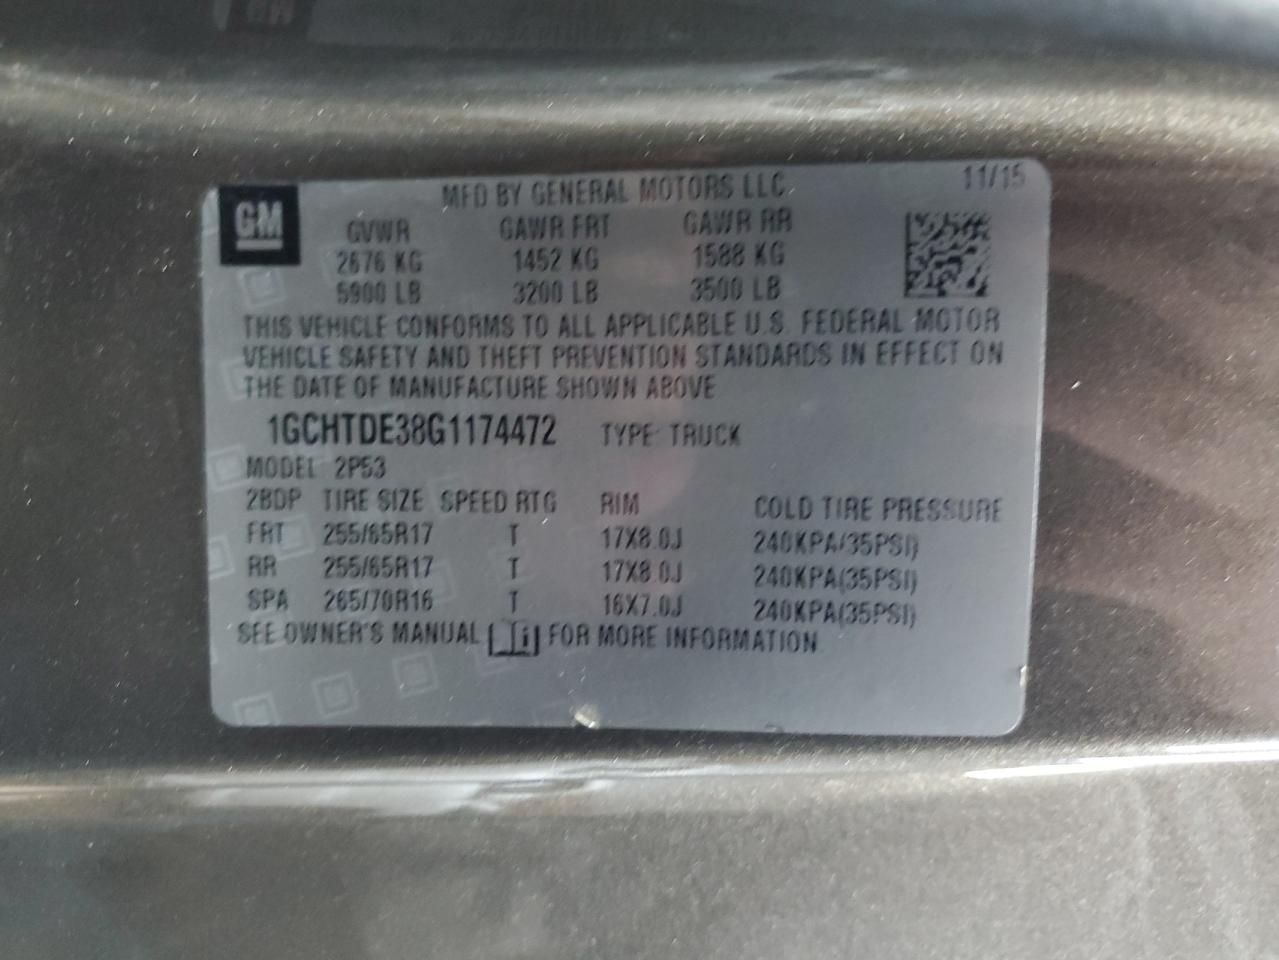 MFD BY GENERAL MOTORS LLC 11/15
GM
GVWR GAWR FRT GAWR RR
2676 KG 1452 KG 1588 KG
5900 LB 3200 LB 3500 LB
THIS VEHICLE CONFORMS TO ALL APPLICABLE U.S. FEDERAL MOTOR
VEHICLE SAFETY AND THEFT PREVENTION STANDARDS IN EFFECT ON
THE DATE OF MANUFACTURE SHOWN ABOVE
1GCHTDE38G1174472 TYPE: TRUCK
MODEL 2P53
2BDP TIRE SIZE SPEED RTG RIM COLD TIRE PRESSURE
FRT 255/65R17 T 17X8.0J 240KPA(35PSI)
RR 255/65R17 T 17X8.0J 240KPA(35PSI)
SPA 265/70R16 T 16X7.0J 240KPA(35PSI)
SEE OWNER'S MANUAL FOR MORE INFORMATION